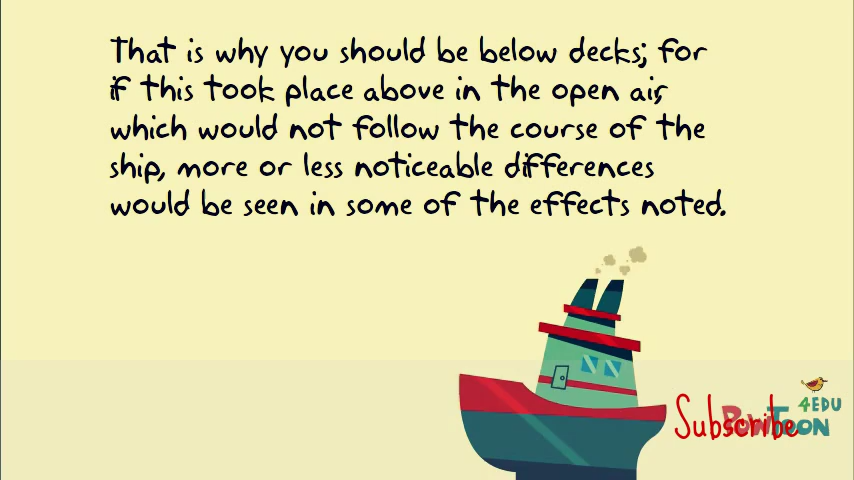 That is why you should be below decks; for
if this took place above in the open air,
which would not follow the course of the
ship, more or less noticeable differences
would be seen in some of the effects noted.
4EDU
Subscribe
PowToon